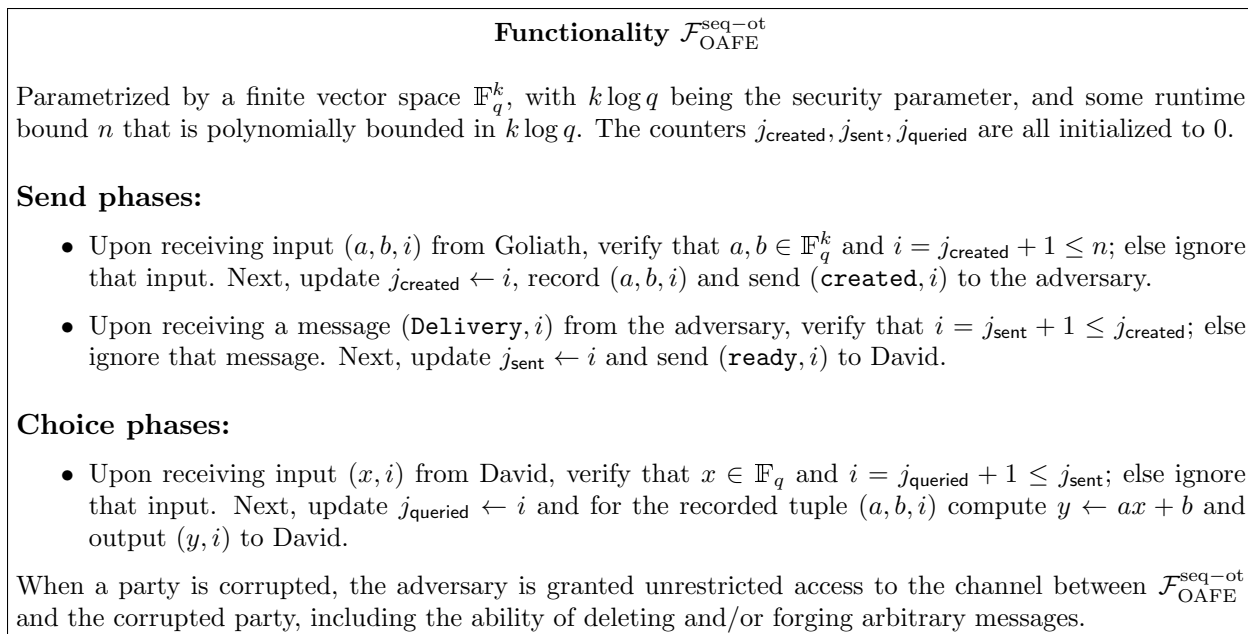 Functionality $\mathcal{F}_{\mathrm{OAFE}}^{\mathrm{seq-ot}}$
Parametrized by a finite vector space $\mathbb{F}_q^k$, with $k \log q$ being the security parameter, and some runtime
bound $n$ that is polynomially bounded in $k \log q$. The counters $j_{\mathsf{created}}, j_{\mathsf{sent}}, j_{\mathsf{queried}}$ are all initialized to 0.
Send phases:
• Upon receiving input $(a, b, i)$ from Goliath, verify that $a, b \in \mathbb{F}_q^k$ and $i = j_{\mathsf{created}} + 1 \leq n$; else ignore
that input. Next, update $j_{\mathsf{created}} \leftarrow i$, record $(a, b, i)$ and send $(\texttt{created}, i)$ to the adversary.
• Upon receiving a message $(\texttt{Delivery}, i)$ from the adversary, verify that $i = j_{\mathsf{sent}} + 1 \leq j_{\mathsf{created}}$; else
ignore that message. Next, update $j_{\mathsf{sent}} \leftarrow i$ and send $(\texttt{ready}, i)$ to David.
Choice phases:
• Upon receiving input $(x, i)$ from David, verify that $x \in \mathbb{F}_q$ and $i = j_{\mathsf{queried}} + 1 \leq j_{\mathsf{sent}}$; else ignore
that input. Next, update $j_{\mathsf{queried}} \leftarrow i$ and for the recorded tuple $(a, b, i)$ compute $y \leftarrow ax + b$ and
output $(y, i)$ to David.
When a party is corrupted, the adversary is granted unrestricted access to the channel between $\mathcal{F}_{\mathrm{OAFE}}^{\mathrm{seq-ot}}$
and the corrupted party, including the ability of deleting and/or forging arbitrary messages.